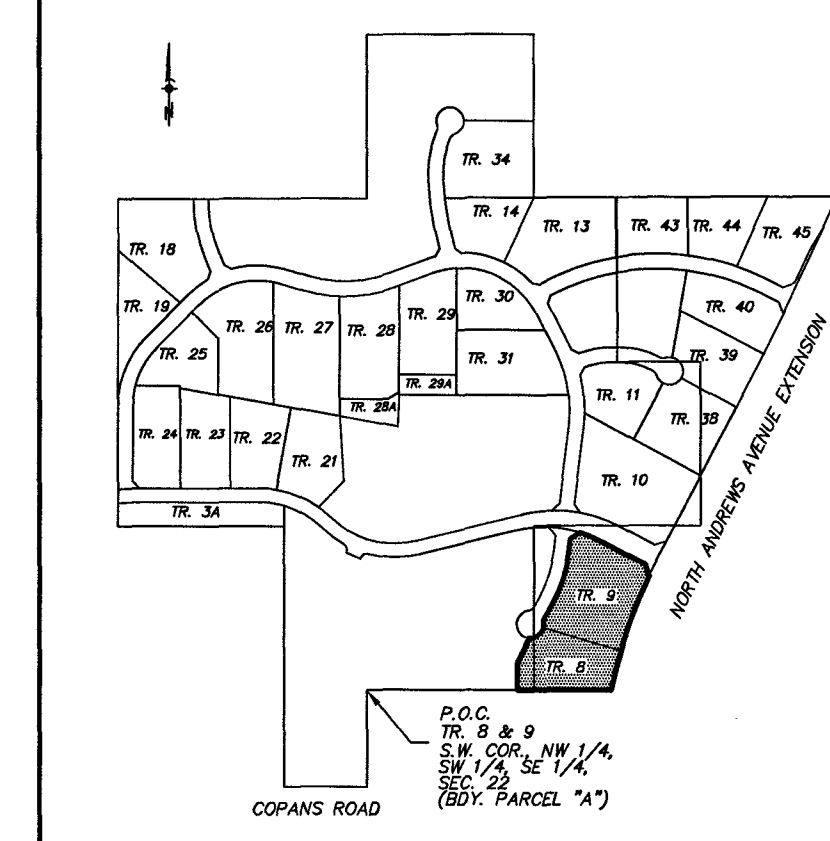 N
TR. 34
TR. 14
TR. 13
TR. 43
TR. 44
TR. 45
TR. 18
TR. 19
TR. 25
TR. 26
TR. 27
TR. 28
TR. 29
TR. 30
TR. 40
TR. 31
TR. 39
TR. 29A
TR. 28A
TR. 11
TR. 38
TR. 24
TR. 23
TR. 22
TR. 21
TR. 10
TR. 3A
NORTH ANDREWS AVENUE EXTENSION
TR. 9
TR. 8
P.O.C.
TR. 8 & 9
S.W. COR., NW 1/4,
SW 1/4, SE 1/4,
SEC. 22
(BDY. PARCEL "A")
COPANS ROAD